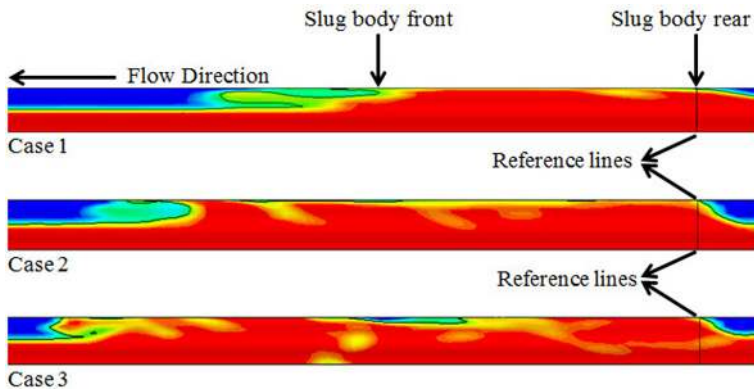 Slug body front
Slug body rear
Flow Direction
Case 1
Reference lines
Case 2
Reference lines
Case 3